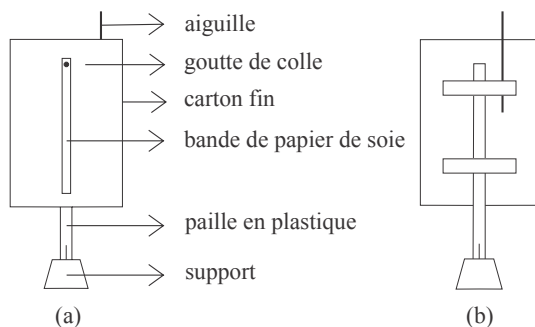 aiguille
goutte de colle
carton fin
bande de papier de soie
paille en plastique
support
(a)
(b)